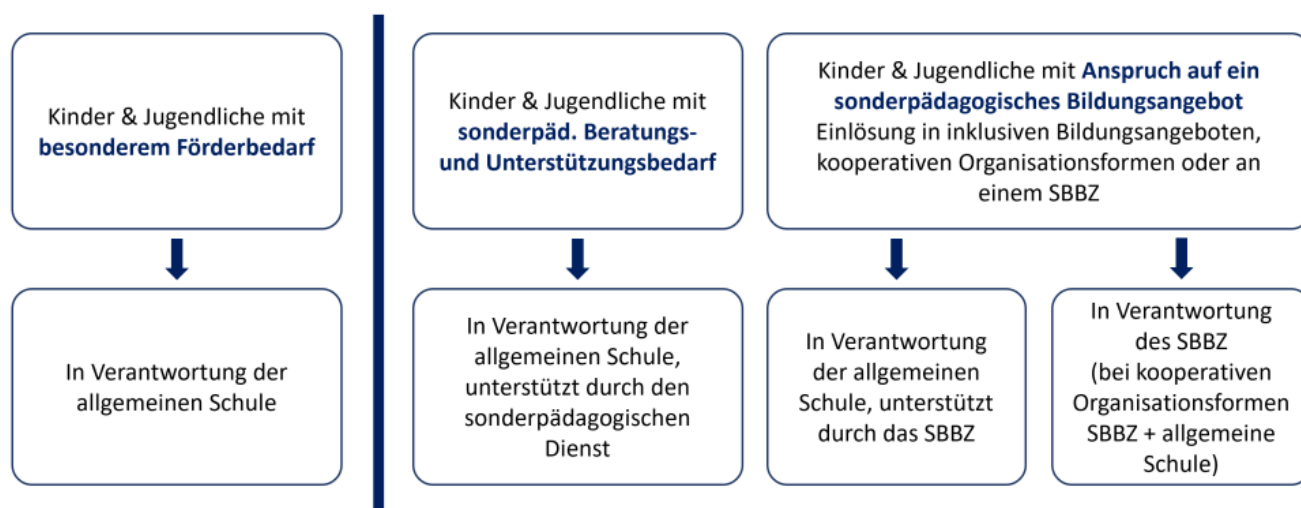 Kinder & Jugendliche mit
besonderem Förderbedarf
Kinder & Jugendliche mit
sonderpäd. Beratungs-
und Unterstützungsbedarf
Kinder & Jugendliche mit Anspruch auf ein
sonderpädagogisches Bildungsangebot
Einlösung in inklusiven Bildungsangeboten,
kooperativen Organisationsformen oder an
einem SBBZ
In Verantwortung der
allgemeinen Schule
In Verantwortung der
allgemeinen Schule,
unterstützt durch den
sonderpädagogischen
Dienst
In Verantwortung
der allgemeinen
Schule, unterstützt
durch das SBBZ
In Verantwortung
des SBBZ
(bei kooperativen
Organisationsformen
SBBZ + allgemeine
Schule)